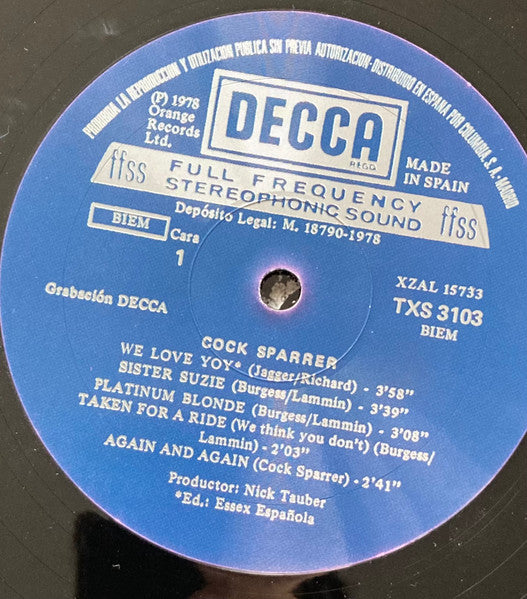 PROHIBIDA LA REPRODUCCION Y UTILIZACION PUBLICA SIN PREVIA AUTORIZACION-DISTRIBUIDO EN ESPAÑA POR COLUMBIA, S. A.-MADRID
(P) 1978
Orange
Records
Ltd.
DECCA
REGD
MADE
IN SPAIN
ffss FULL FREQUENCY
STEREOPHONIC SOUND ffss
Depósito Legal: M. 18790-1978
BIEM
Cara
1
XZAL 15733
TXS 3103
BIEM
Grabación DECCA
COCK SPARRER
WE LOVE YOY* (Jagger/Richard) - 3'58"
SISTER SUZIE (Burgess/Lammin) - 3'39"
PLATINUM BLONDE (Burgess/Lammin) - 3'08"
TAKEN FOR A RIDE (We think you don't) (Burgess/
Lammin) - 2'03"
AGAIN AND AGAIN (Cock Sparrer) - 2'41"
Productor: Nick Tauber
*Ed.: Essex Española